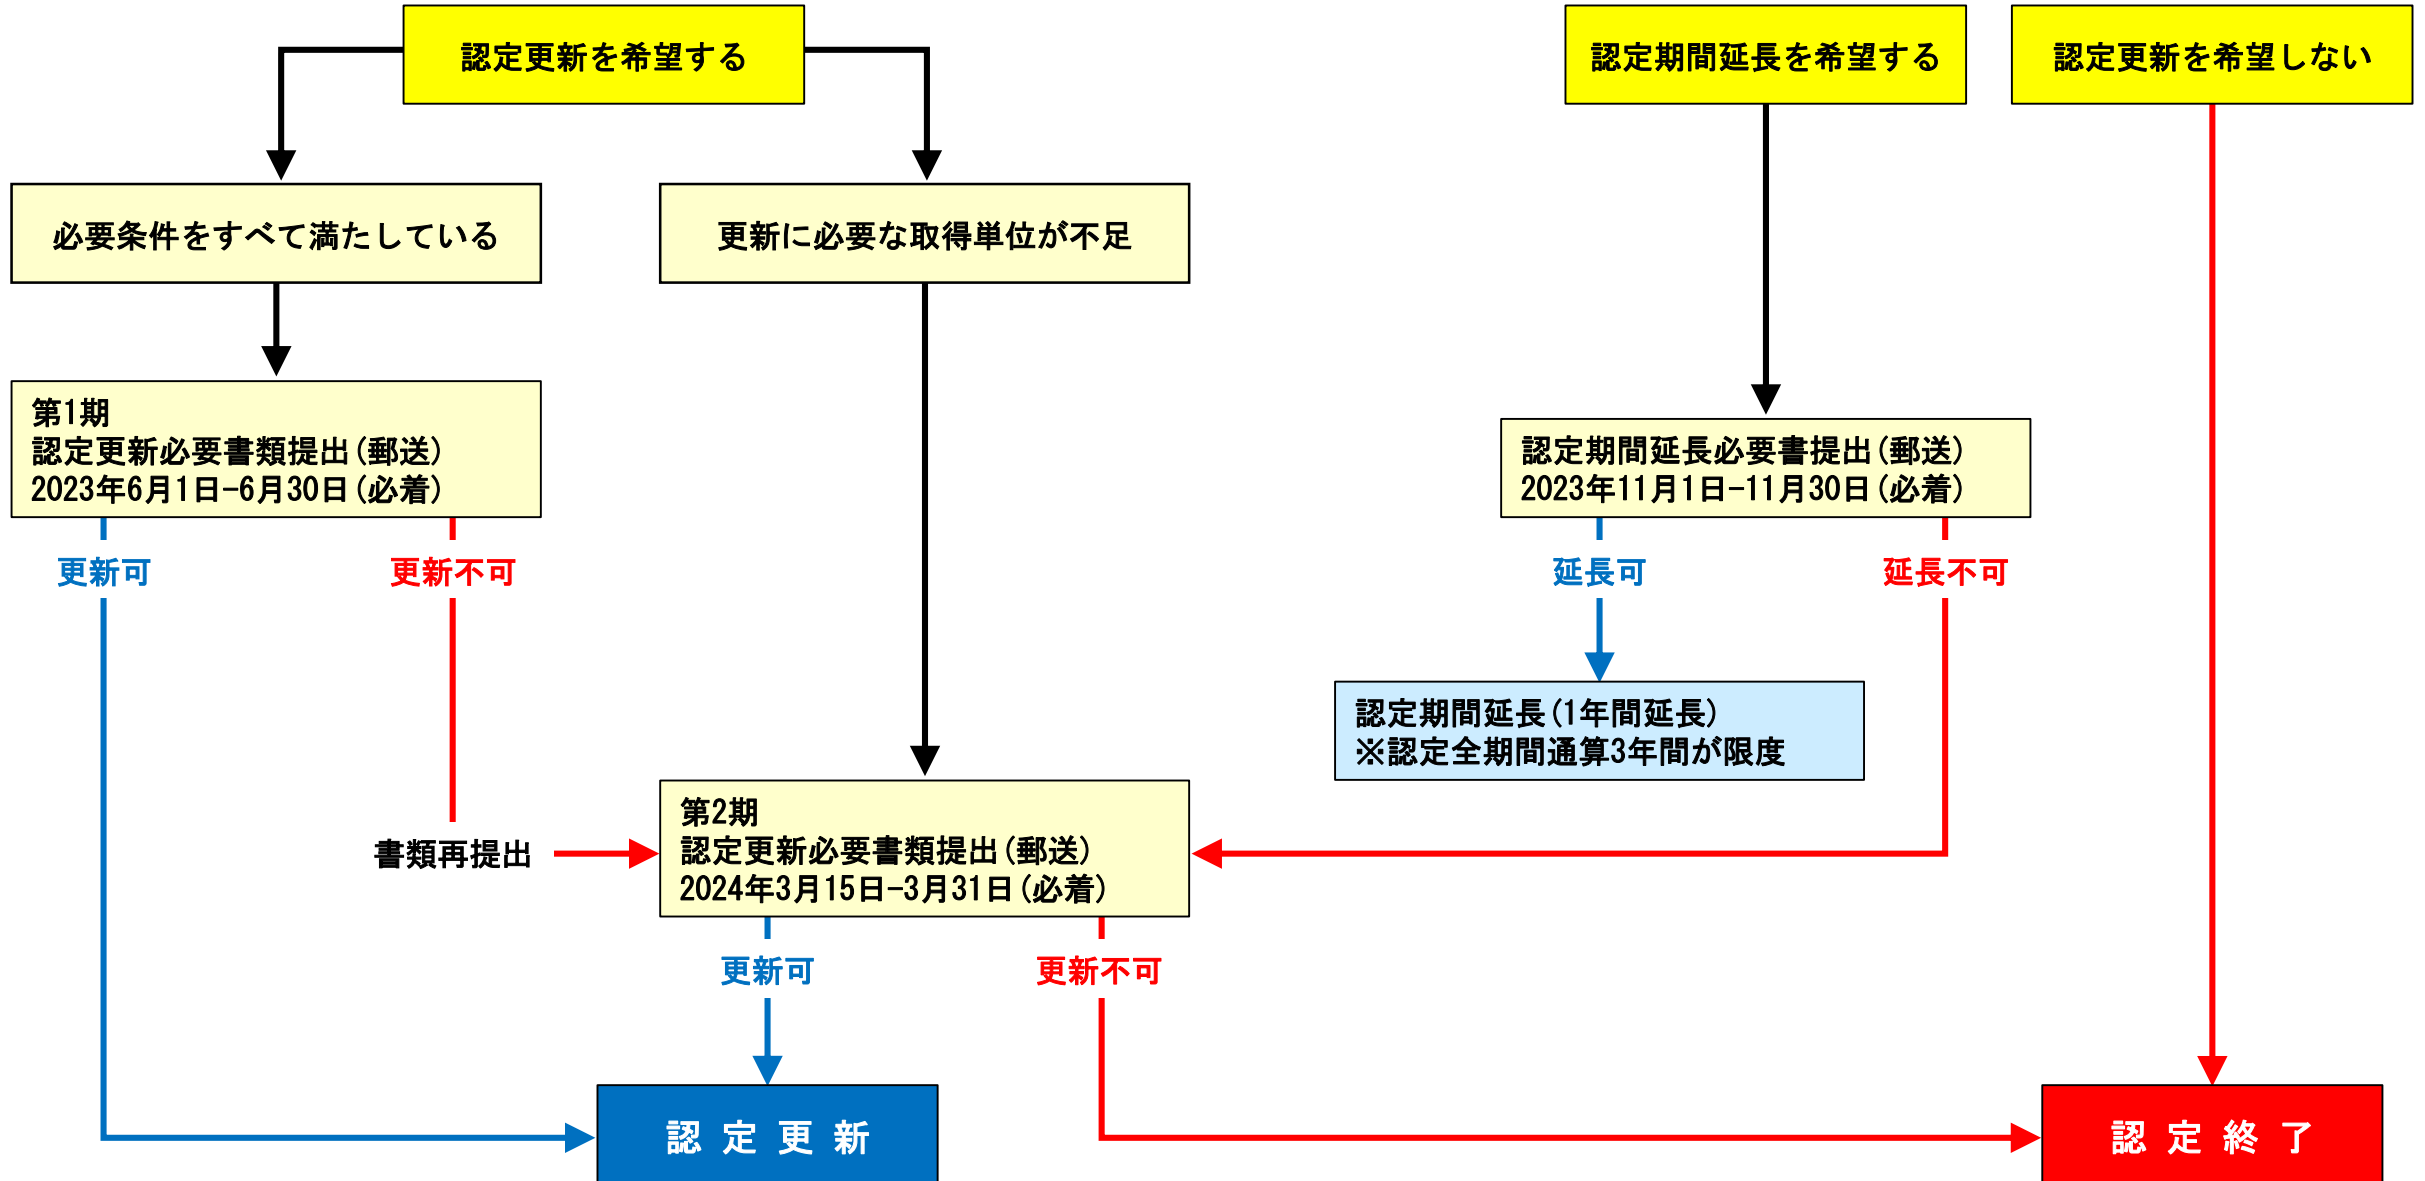 認定更新を希望する
認定期間延長を希望する
認定更新を希望しない
必要条件をすべて満たしている
更新に必要な取得単位が不足
第1期
認定更新必要書類提出(郵送)
2023年6月1日-6月30日(必着)
認定期間延長必要書提出(郵送)
2023年11月1日-11月30日(必着)
更新可
更新不可
延長可
延長不可
認定期間延長(1年間延長)
※認定全期間通算3年間が限度
第2期
認定更新必要書類提出(郵送)
2024年3月15日-3月31日(必着)
書類再提出
更新可
更新不可
認定更新
認定終了